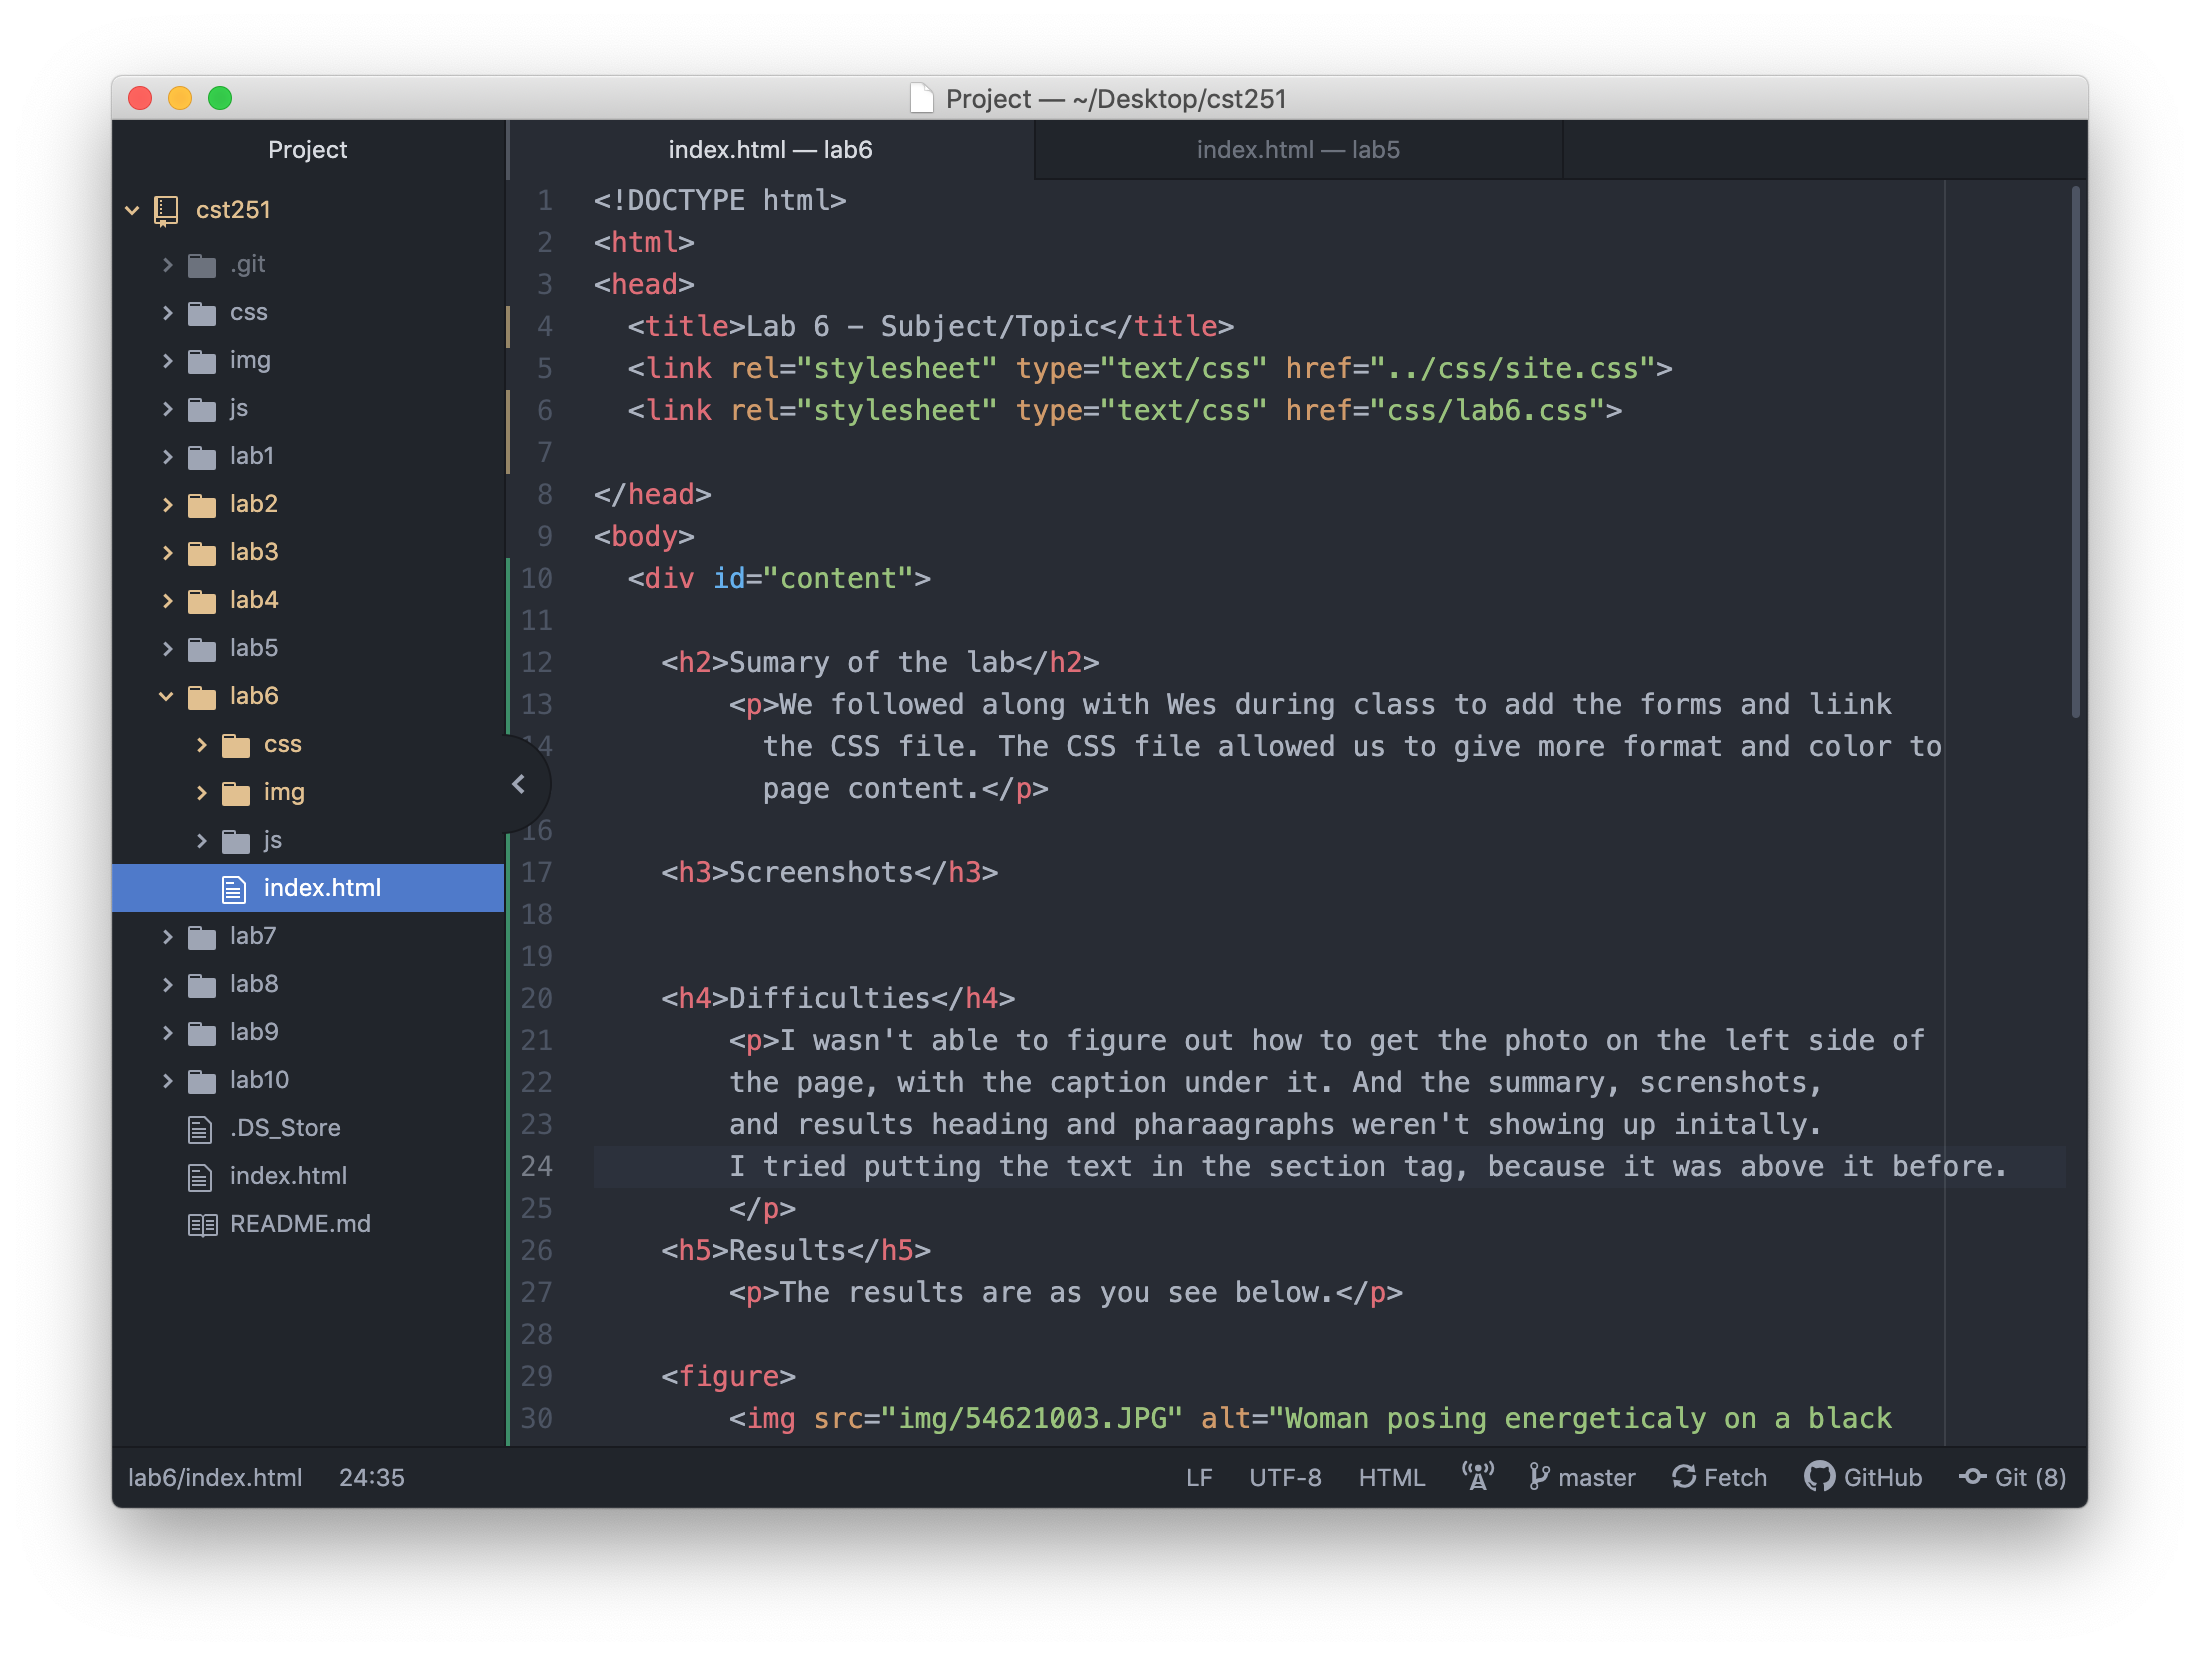 Project — ~/Desktop/cst251
Project
index.html — lab6
index.html — lab5
cst251
.git
css
img
js
lab1
lab2
lab3
lab4
lab5
lab6
css
img
js
index.html
lab7
lab8
lab9
lab10
.DS_Store
index.html
README.md
1 <!DOCTYPE html>
2 <html>
3 <head>
4 <title>Lab 6 - Subject/Topic</title>
5 <link rel="stylesheet" type="text/css" href="../css/site.css">
6 <link rel="stylesheet" type="text/css" href="css/lab6.css">
7
8 </head>
9 <body>
10 <div id="content">
11
12 <h2>Sumary of the lab</h2>
13 <p>We followed along with Wes during class to add the forms and liink
14 the CSS file. The CSS file allowed us to give more format and color to
page content.</p>
16
17 <h3>Screenshots</h3>
18
19
20 <h4>Difficulties</h4>
21 <p>I wasn't able to figure out how to get the photo on the left side of
22 the page, with the caption under it. And the summary, screnshots,
23 and results heading and pharaagraphs weren't showing up initally.
24 I tried putting the text in the section tag, because it was above it before.
25 </p>
26 <h5>Results</h5>
27 <p>The results are as you see below.</p>
28
29 <figure>
30 <img src="img/54621003.JPG" alt="Woman posing energeticaly on a black
lab6/index.html 24:35 LF UTF-8 HTML master Fetch GitHub Git (8)